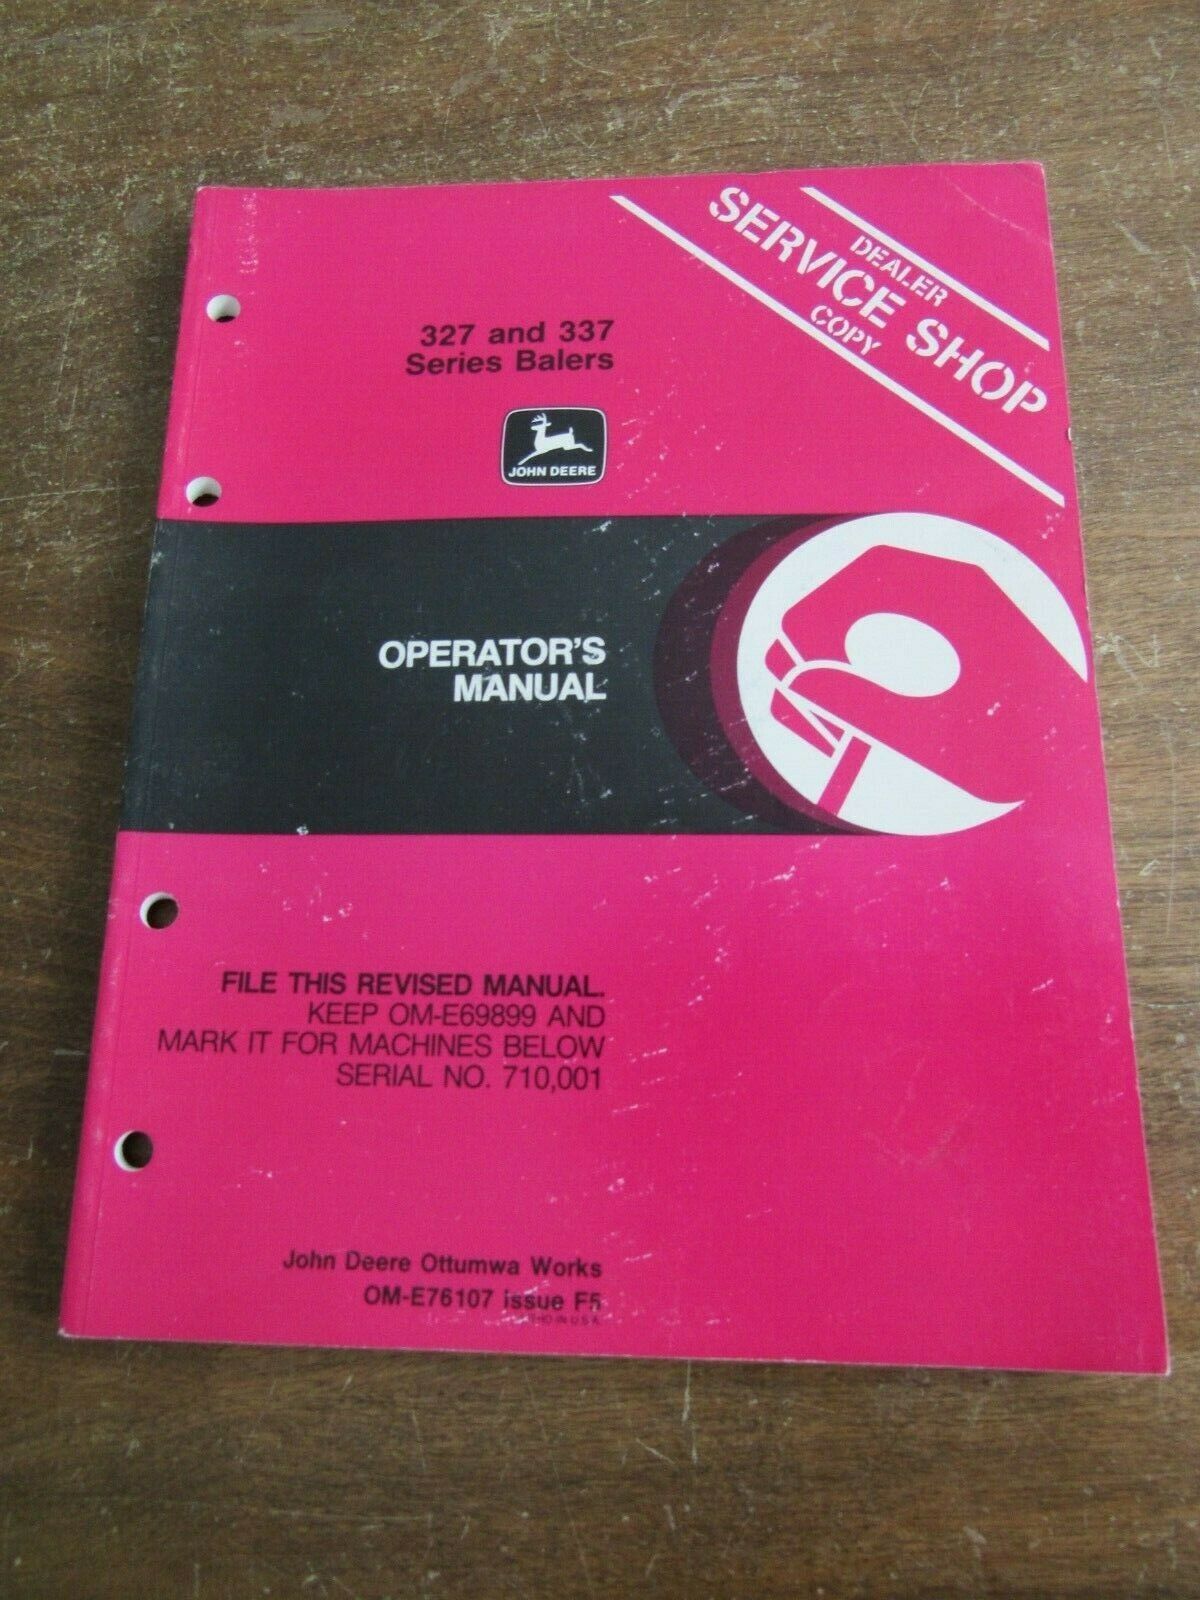 DEALER
SERVICE SHOP
COPY
327 and 337
Series Balers
JOHN DEERE
OPERATOR'S
MANUAL
FILE THIS REVISED MANUAL.
KEEP OM-E69899 AND
MARK IT FOR MACHINES BELOW
SERIAL NO. 710,001
John Deere Ottumwa Works
OM-E76107 Issue F5
IN U.S.A.